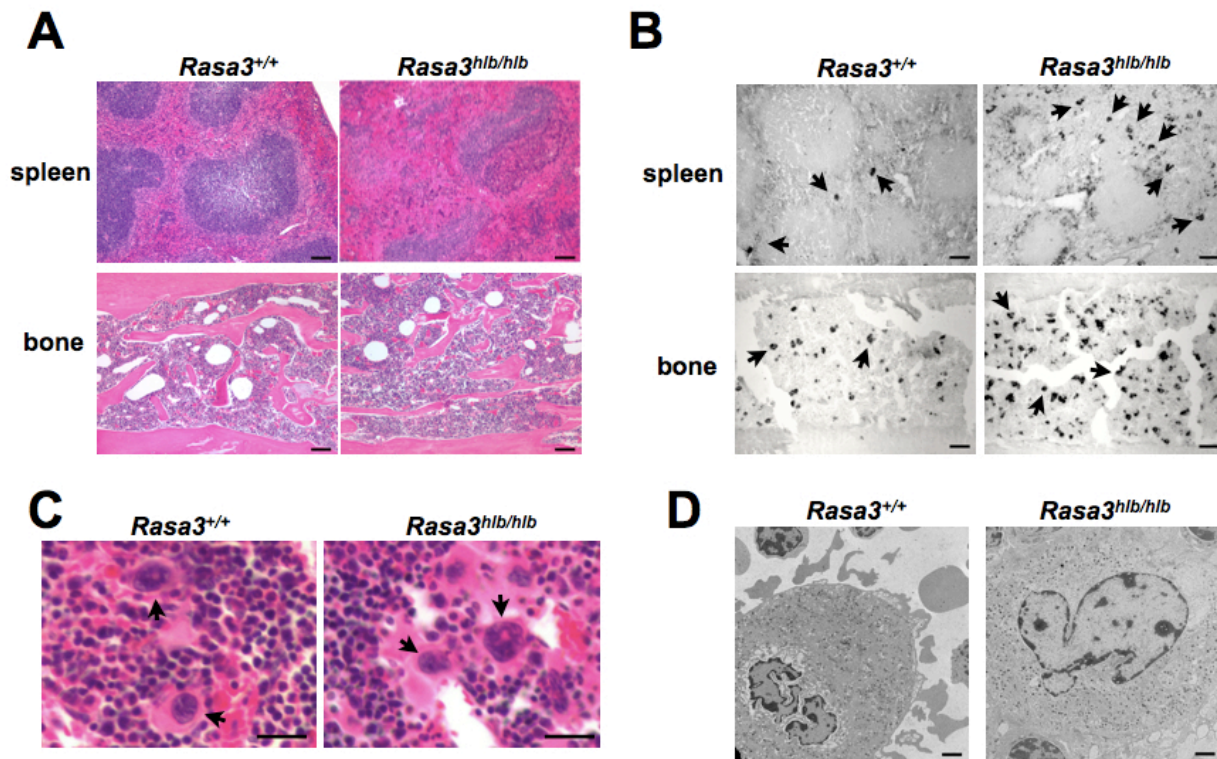 A
Rasa3+/+
Rasa3hlb/hlb
spleen
bone
B
Rasa3+/+
Rasa3hlb/hlb
spleen
bone
C
Rasa3+/+
Rasa3hlb/hlb
D
Rasa3+/+
Rasa3hlb/hlb